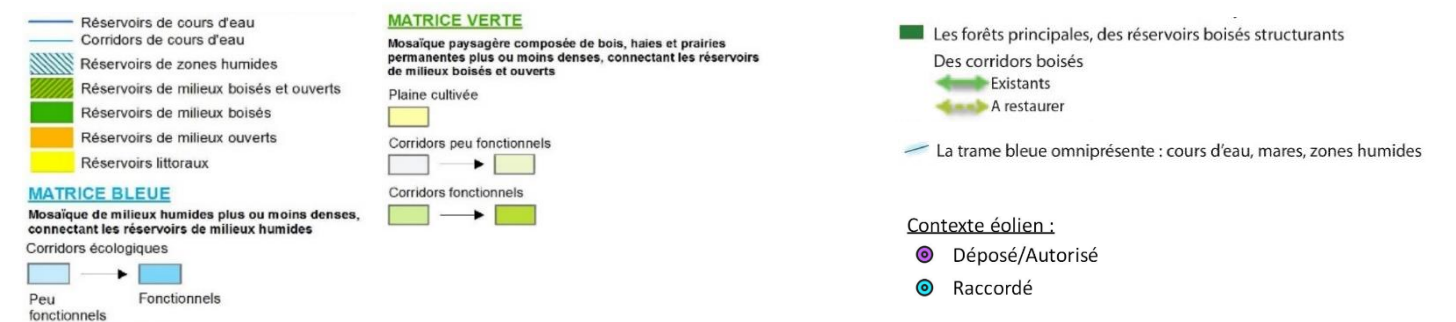 Réservoirs de cours d'eau
Corridors de cours d'eau
Réservoirs de zones humides
Réservoirs de milieux boisés et ouverts
Réservoirs de milieux boisés
Réservoirs de milieux ouverts
Réservoirs littoraux
MATRICE BLEUE
Mosaïque de milieux humides plus ou moins denses,
connectant les réservoirs de milieux humides
Corridors écologiques
Peu
fonctionnels
Fonctionnels
MATRICE VERTE
Mosaïque paysagère composée de bois, haies et prairies
permanentes plus ou moins denses, connectant les réservoirs
de milieux boisés et ouverts
Plaine cultivée
Corridors peu fonctionnels
Corridors fonctionnels
Les forêts principales, des réservoirs boisés structurants
Des corridors boisés
Existants
A restaurer
La trame bleue omniprésente : cours d'eau, mares, zones humides
Contexte éolien :
Déposé/Autorisé
Raccordé